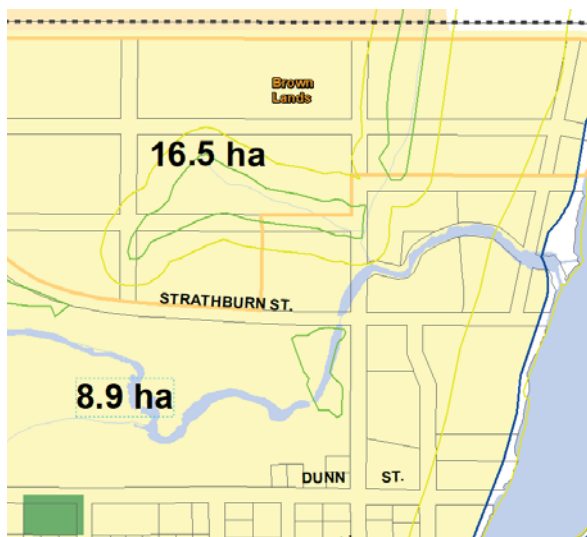 Brown
Lands
16.5 ha
STRATHBURN ST.
8.9 ha
DUNN ST.